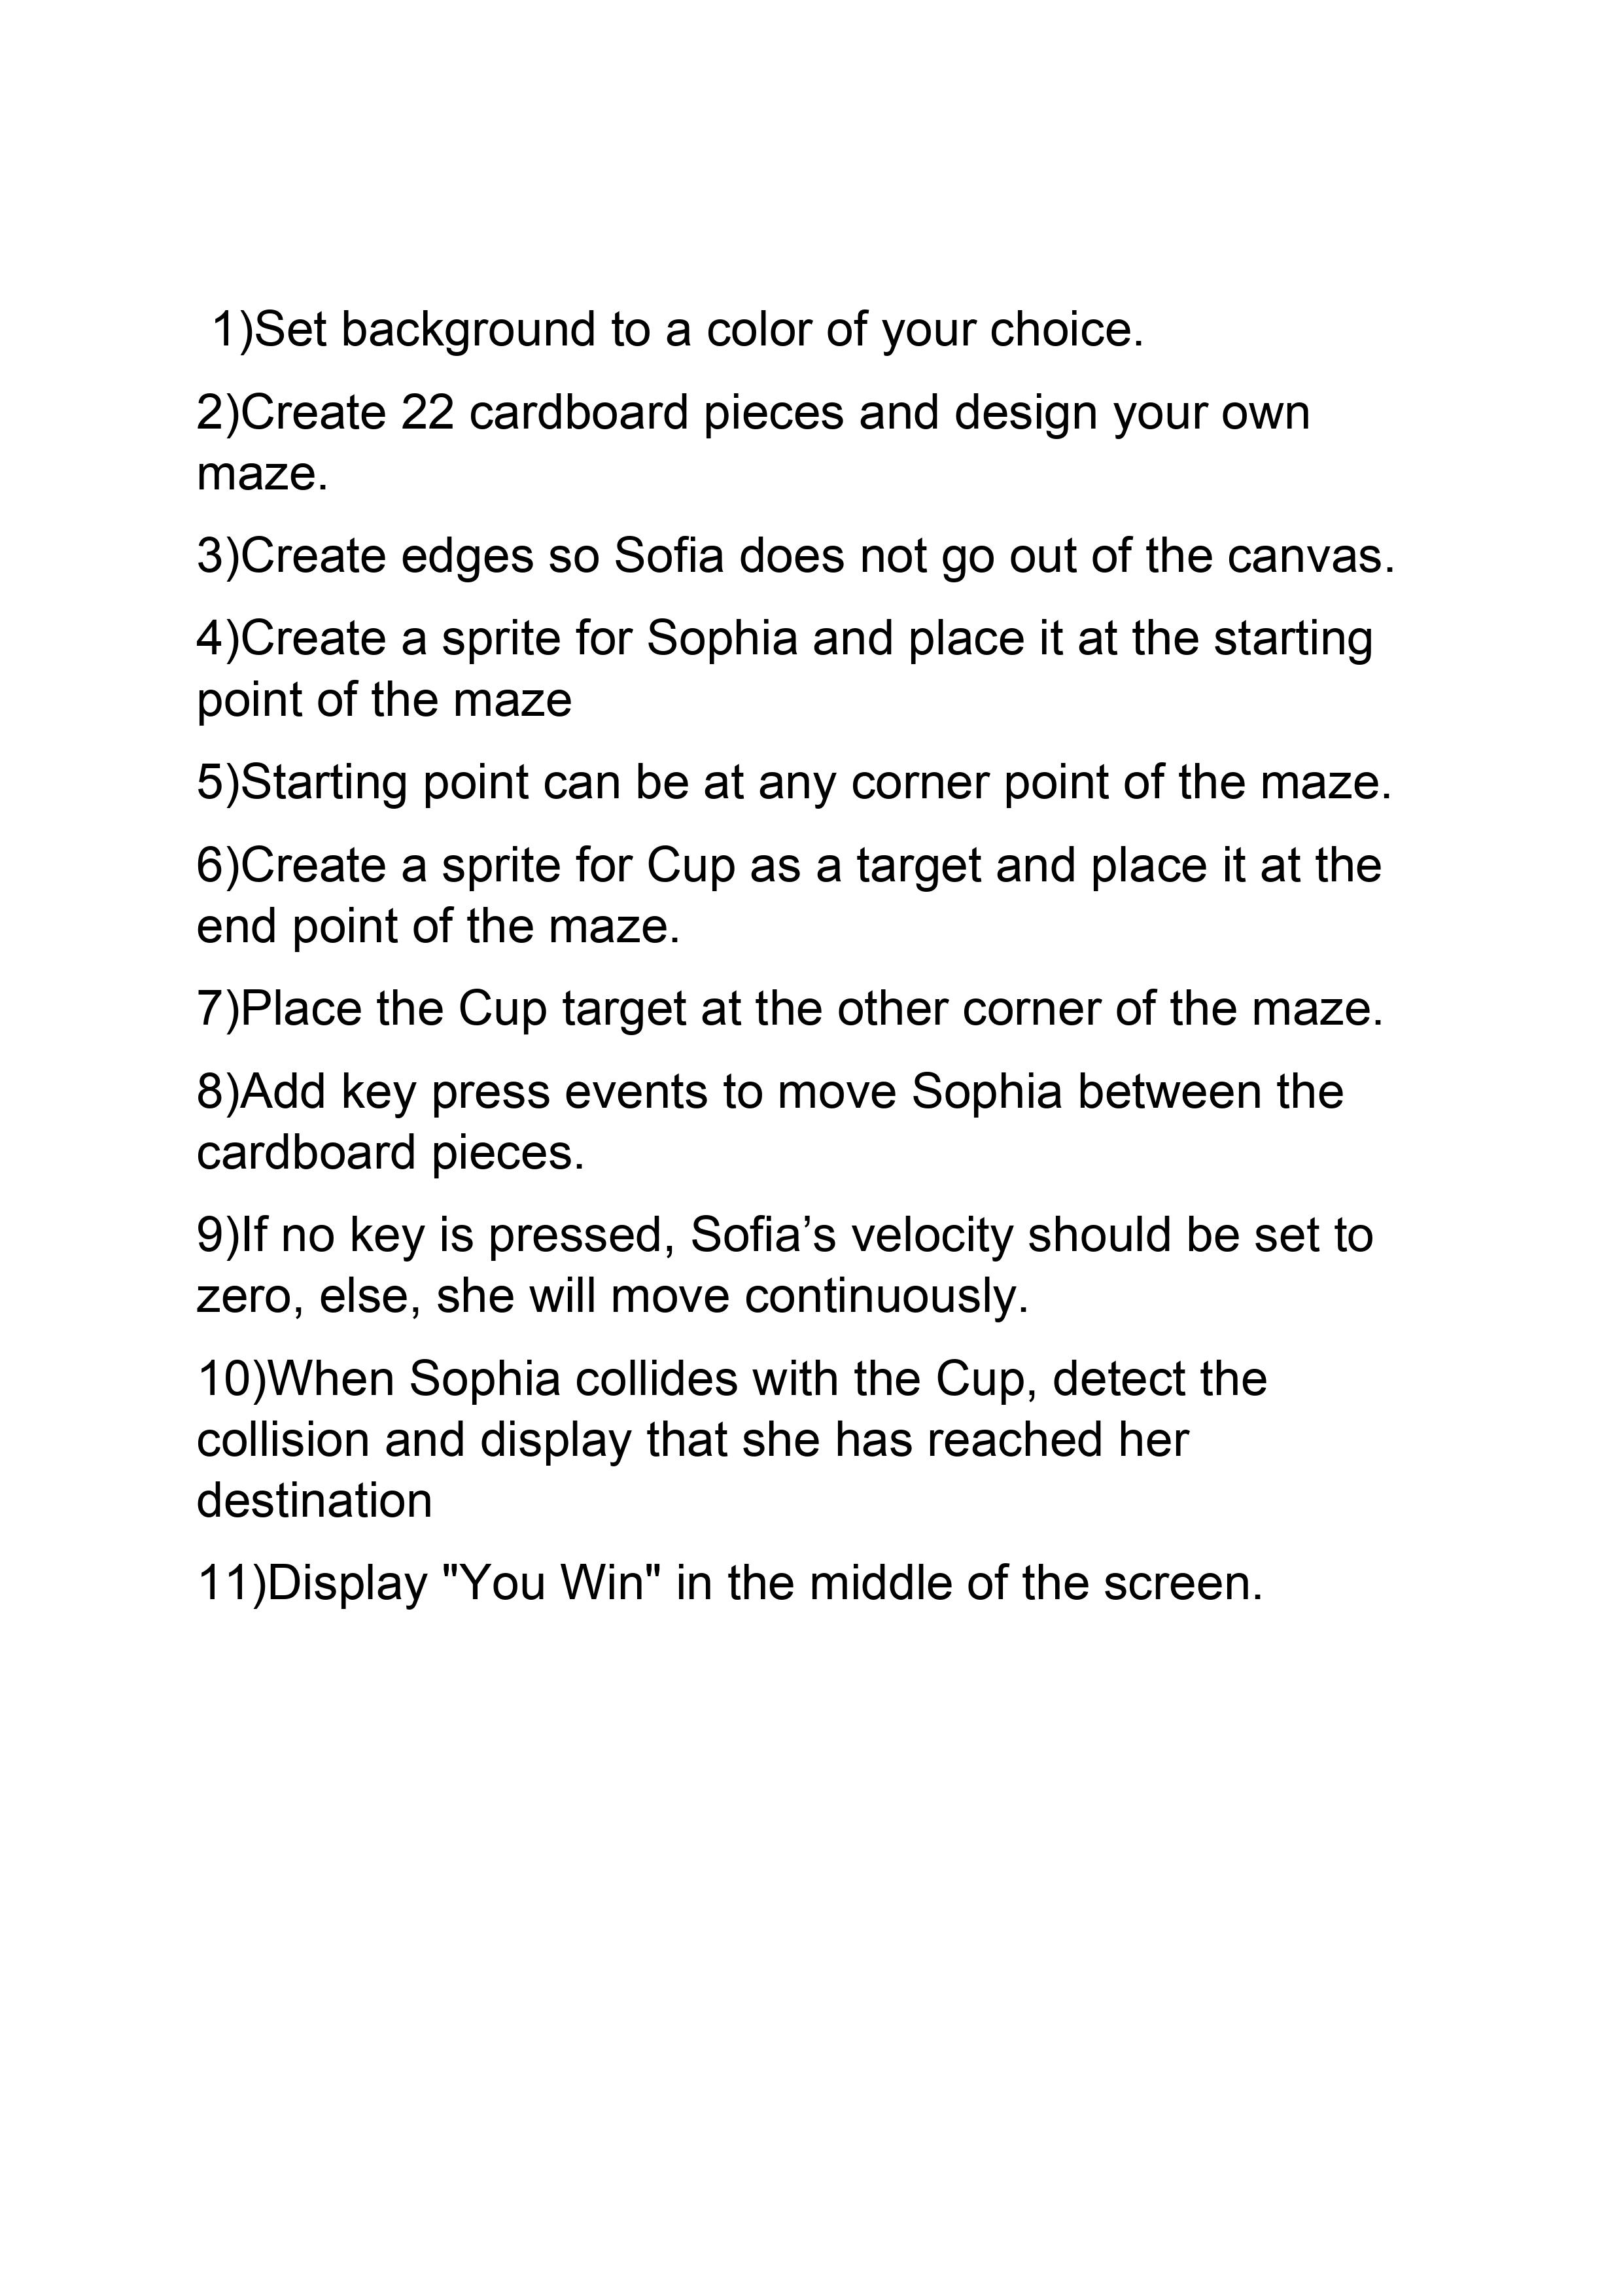 1)Set background to a color of your choice.
2)Create 22 cardboard pieces and design your own
maze.
3)Create edges so Sofia does not go out of the canvas.
4)Create a sprite for Sophia and place it at the starting
point of the maze
5)Starting point can be at any corner point of the maze.
6)Create a sprite for Cup as a target and place it at the
end point of the maze.
7)Place the Cup target at the other corner of the maze.
8)Add key press events to move Sophia between the
cardboard pieces.
9)If no key is pressed, Sofia’s velocity should be set to
zero, else, she will move continuously.
10)When Sophia collides with the Cup, detect the
collision and display that she has reached her
destination
11)Display "You Win" in the middle of the screen.